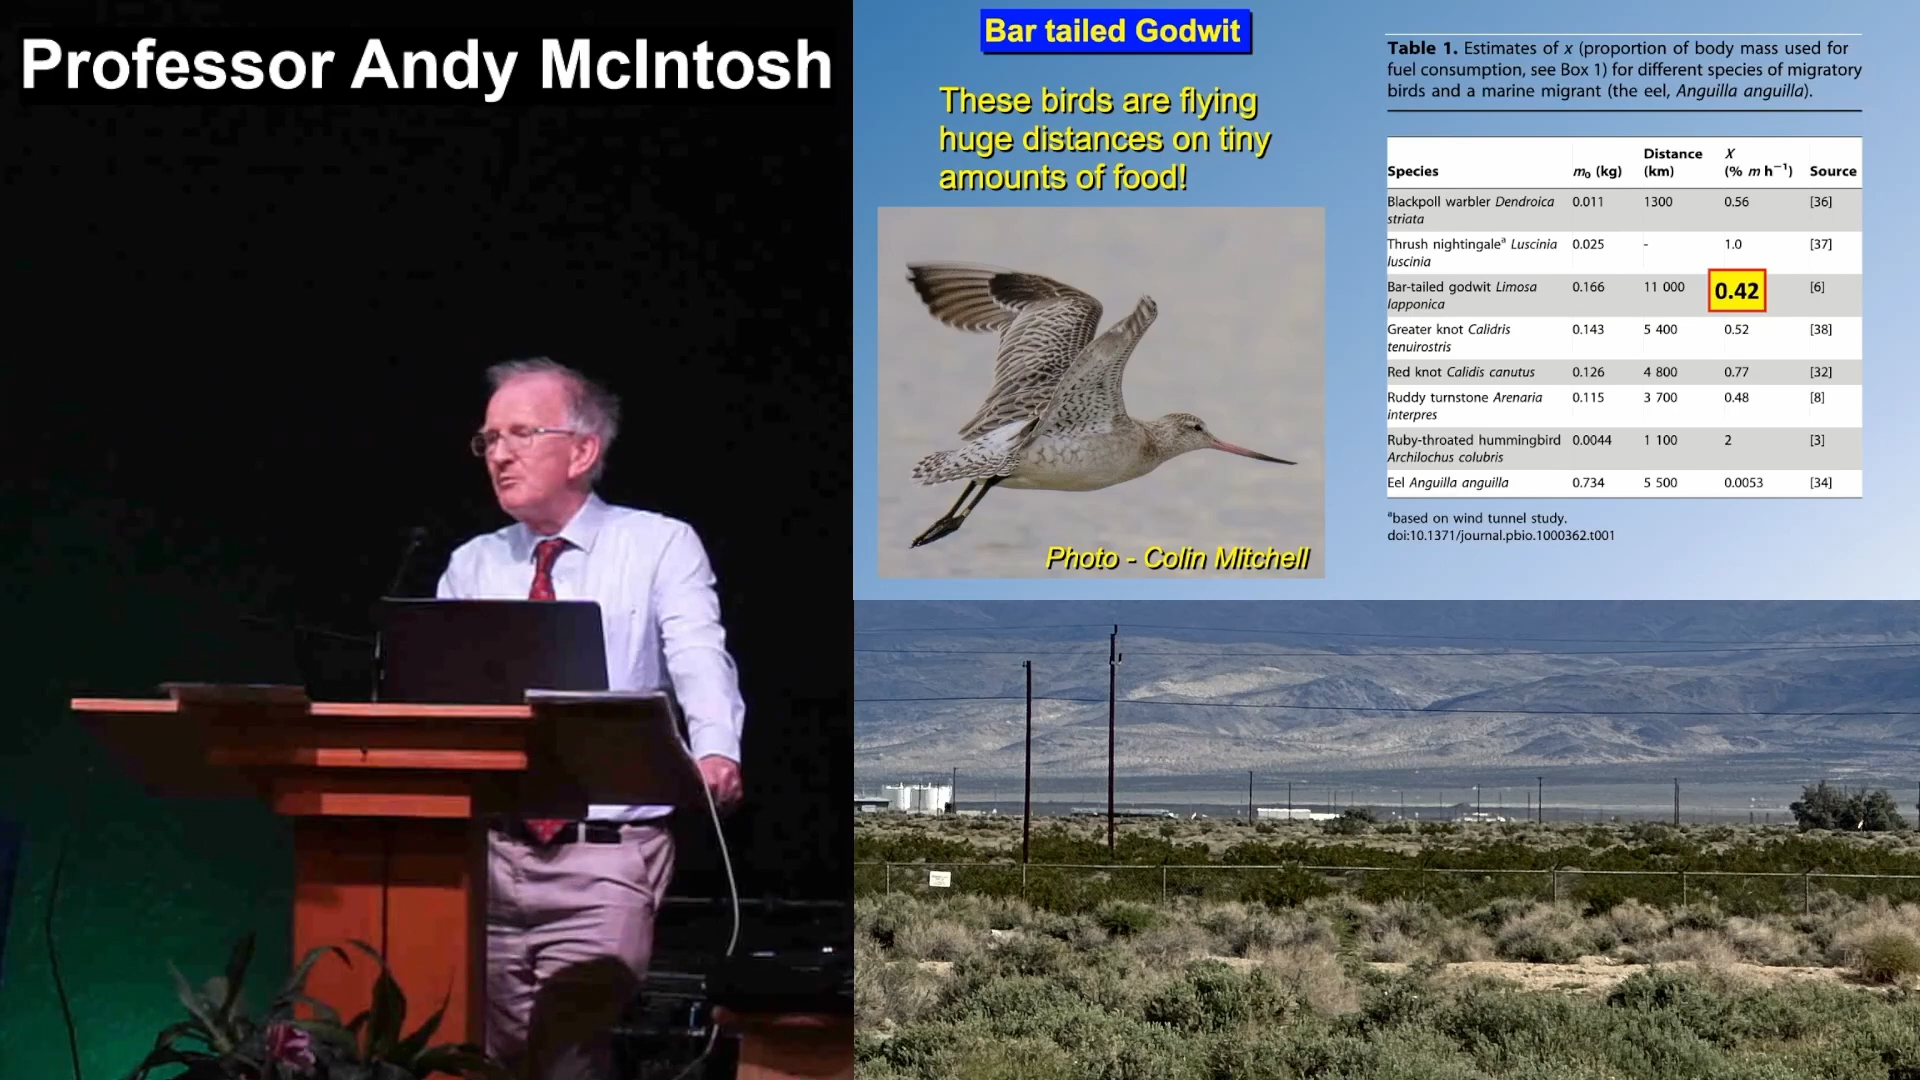 Professor Andy McIntosh
Bar tailed Godwit
These birds are flying
huge distances on tiny
amounts of food!
Photo - Colin Mitchell
Table 1. Estimates of x (proportion of body mass used for
fuel consumption, see Box 1) for different species of migratory
birds and a marine migrant (the eel, Anguilla anguilla).
Species m₀ (kg) Distance (km) X (% m h⁻¹) Source
Blackpoll warbler Dendroica striata 0.011 1300 0.56 [36]
Thrush nightingaleᵃ Luscinia luscinia 0.025 - 1.0 [37]
Bar-tailed godwit Limosa lapponica 0.166 11 000 0.42 [6]
Greater knot Calidris tenuirostris 0.143 5 400 0.52 [38]
Red knot Calidis canutus 0.126 4 800 0.77 [32]
Ruddy turnstone Arenaria interpres 0.115 3 700 0.48 [8]
Ruby-throated hummingbird Archilochus colubris 0.0044 1 100 2 [3]
Eel Anguilla anguilla 0.734 5 500 0.0053 [34]
ᵃbased on wind tunnel study.
doi:10.1371/journal.pbio.1000362.t001